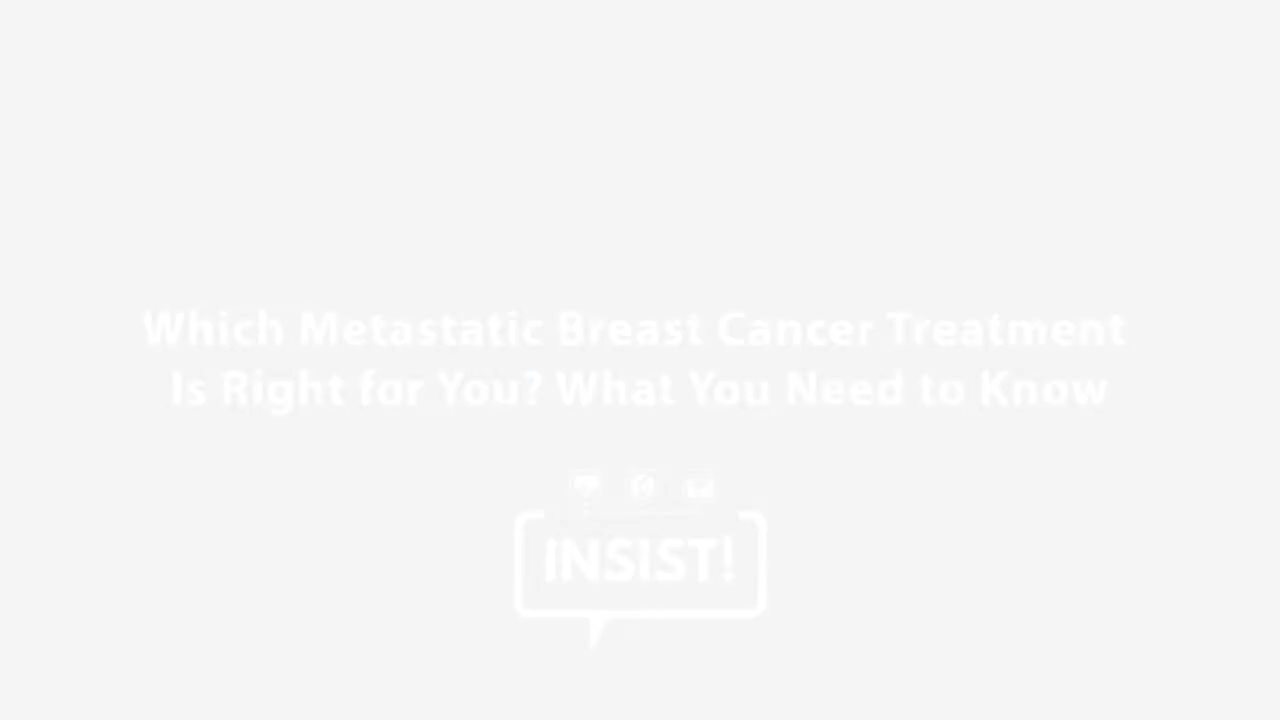 Which Metastatic Breast Cancer Treatment
Is Right for You? What You Need to Know
INSIST!